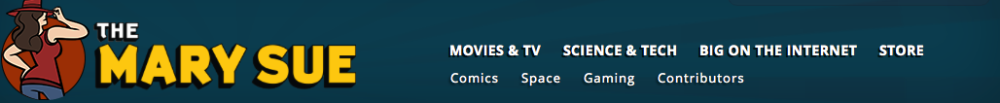 THE
MARY SUE
MOVIES & TV SCIENCE & TECH BIG ON THE INTERNET STORE
Comics Space Gaming Contributors